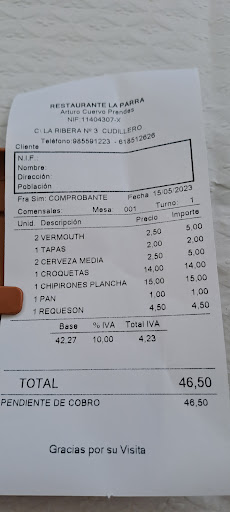 RESTAURANTE LA PARRA
Arturo Cuervo Prendes
NIF:11404307-X
C\ LA RIBERA Nº 3 CUDILLERO
Teléfono:985591223 - 618512626
Cliente
N.I.F.:
Nombre:
Dirección:
Población
Fra Sim: COMPROBANTE Fecha 15/05/2023
Comensales: Mesa: 001 Turno: 1
Unid Descripción Precio Importe
2 VERMOUTH 2,50 5,00
1 TAPAS 2,00 2,00
2 CERVEZA MEDIA 2,50 5,00
1 CROQUETAS 14,00 14,00
1 CHIPIRONES PLANCHA 15,00 15,00
1 PAN 1,00 1,00
1 REQUESON 4,50 4,50
Base % IVA Total IVA
42,27 10,00 4,23
TOTAL 46,50
PENDIENTE DE COBRO 46,50
Gracias por su Visita